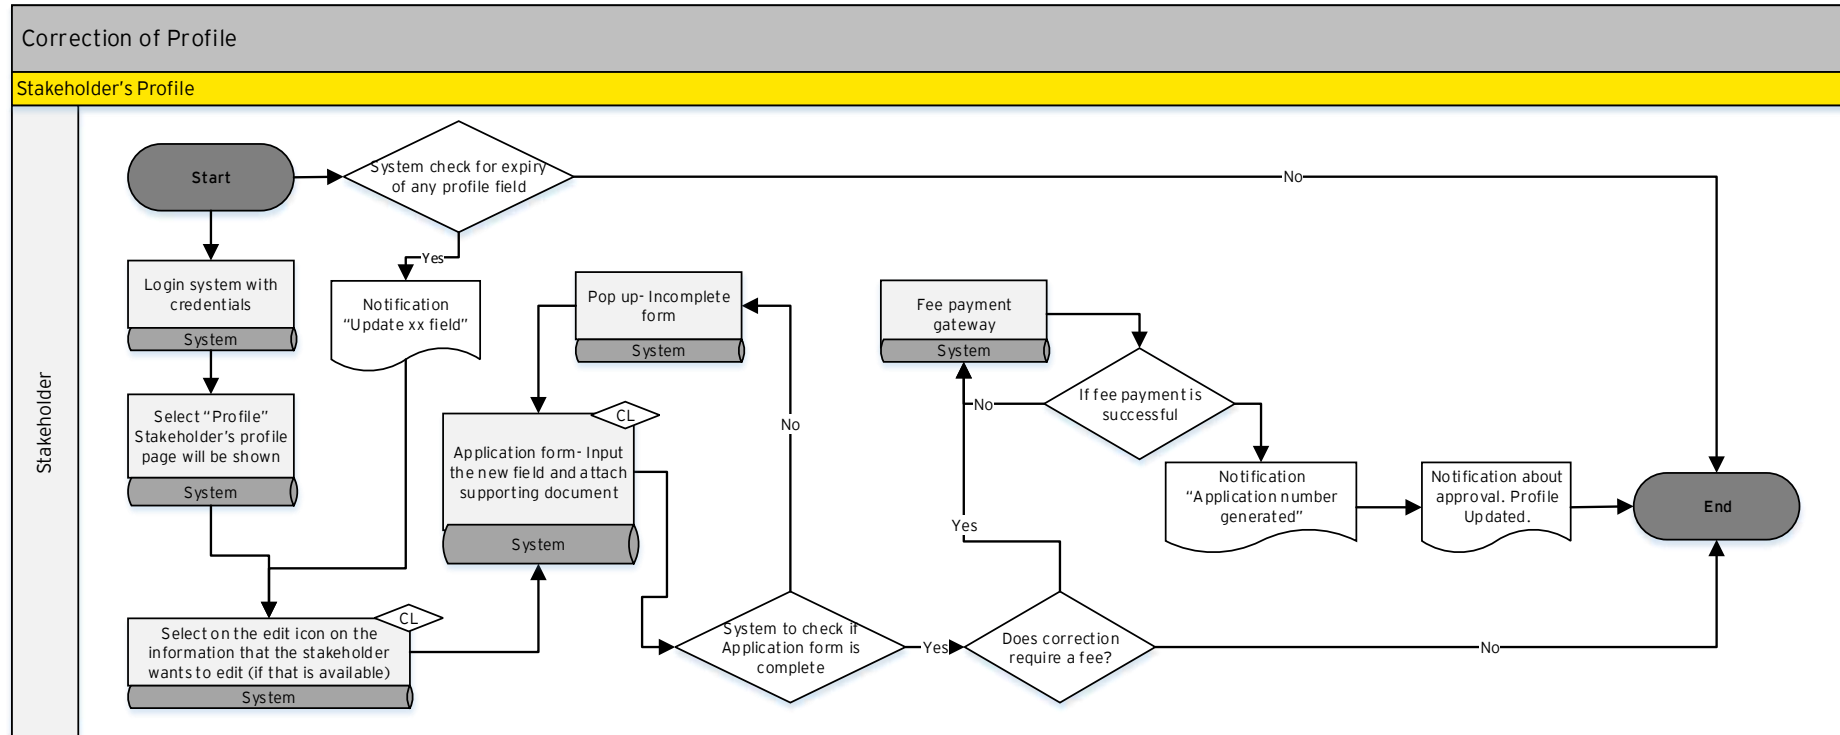 Correction of Profile
Stakeholder's Profile
Stakeholder
Start
System check for expiry
of any profile field
No
Yes
Login system with
credentials
System
Notification
“Update xx field”
Pop up- Incomplete
form
System
Fee payment
gateway
System
Select “Profile”
Stakeholder's profile
page will be shown
System
CL
Application form- Input
the new field and attach
supporting document
System
No
If fee payment is
successful
No
Notification
“Application number
generated”
Notification about
approval. Profile
Updated.
End
Yes
CL
Select on the edit icon on the
information that the stakeholder
wants to edit (if that is available)
System
System to check if
Application form is
complete
Yes
Does correction
require a fee?
No